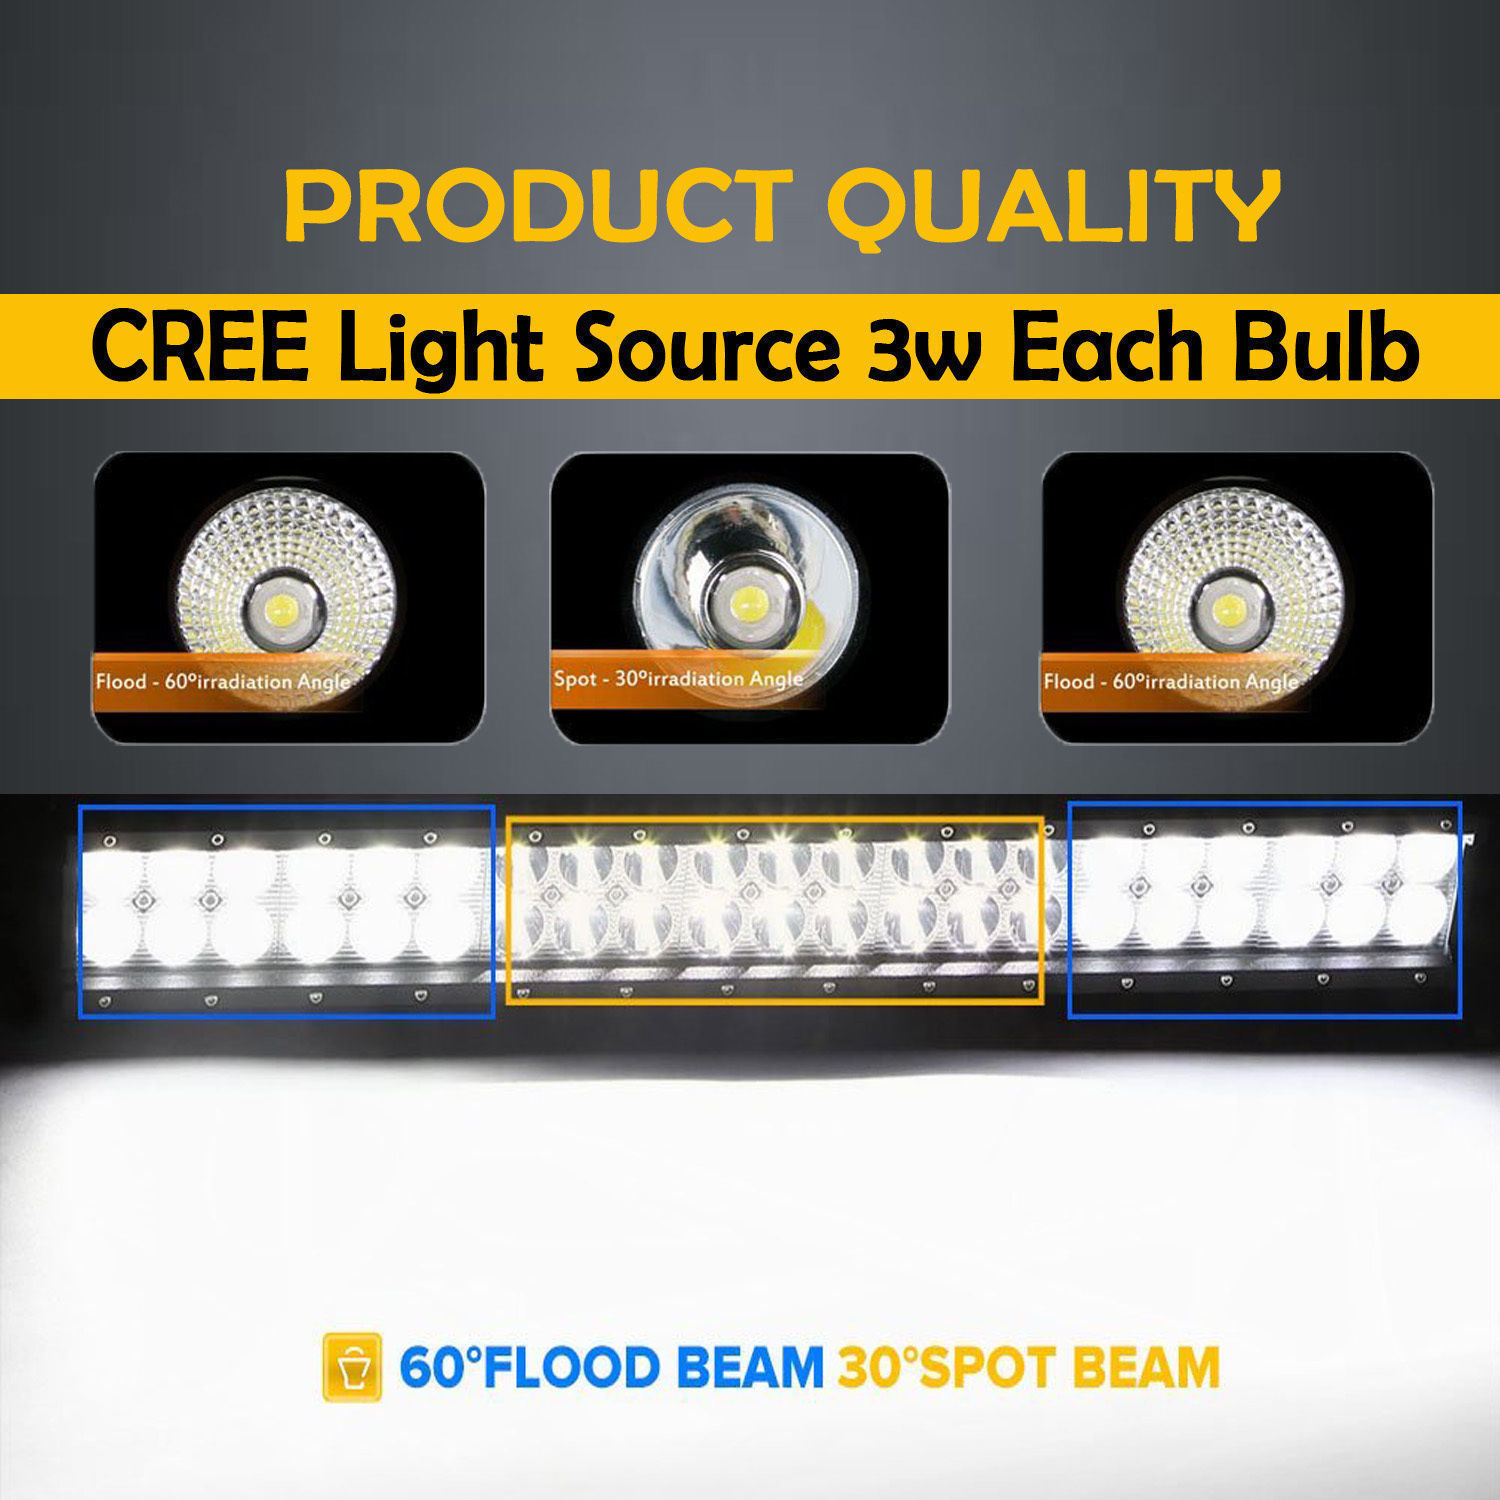 PRODUCT QUALITY
CREE Light Source 3w Each Bulb
Flood - 60°irradiation Angle
Spot - 30°irradiation Angle
Flood - 60°irradiation Angle
60°FLOOD BEAM 30°SPOT BEAM